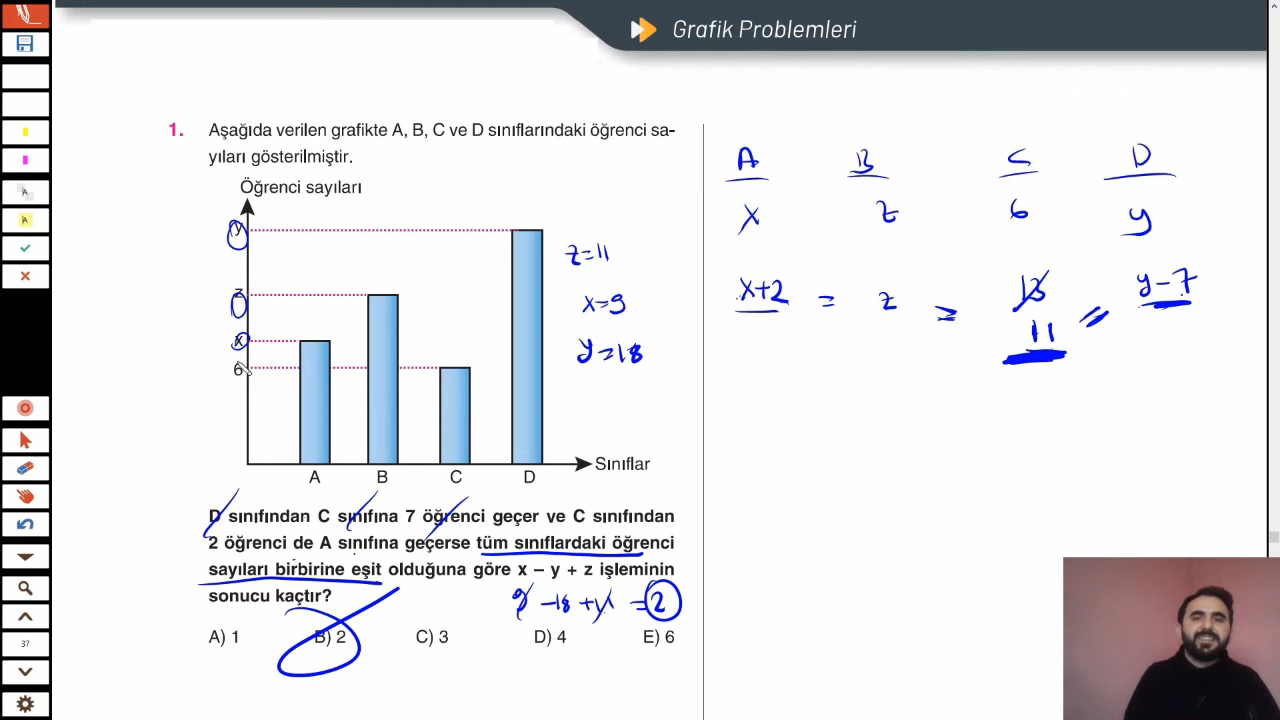 Grafik Problemleri
1. Aşağıda verilen grafikte A, B, C ve D sınıflarındaki öğrenci sa-
yıları gösterilmiştir.
Öğrenci sayıları
y
z
x
6
A B C D
Sınıflar
z=11
x=9
y=18
D sınıfından C sınıfına 7 öğrenci geçer ve C sınıfından
2 öğrenci de A sınıfına geçerse tüm sınıflardaki öğrenci
sayıları birbirine eşit olduğuna göre x – y + z işleminin
sonucu kaçtır?
9 -18 +11 =2
A) 1 B) 2 C) 3 D) 4 E) 6
A B C D
x z 6 y
x+2 = z = 13 = y-7
11
37